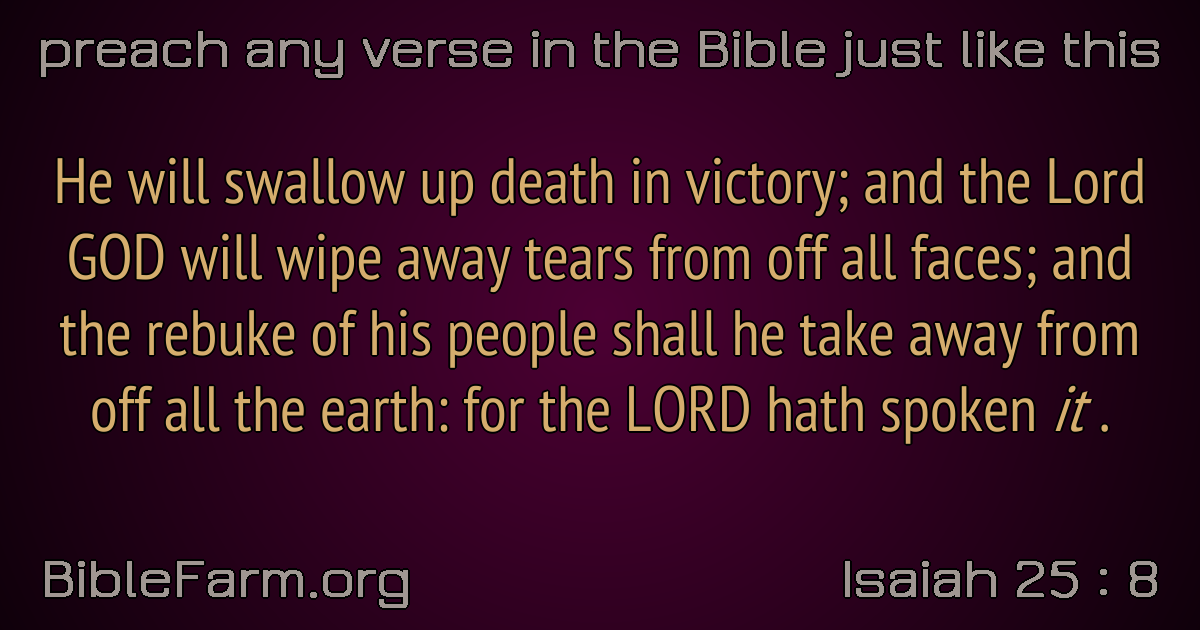 preach any verse in the Bible just like this
He will swallow up death in victory; and the Lord
GOD will wipe away tears from off all faces; and
the rebuke of his people shall he take away from
off all the earth: for the LORD hath spoken it .
BibleFarm.org
Isaiah 25 : 8